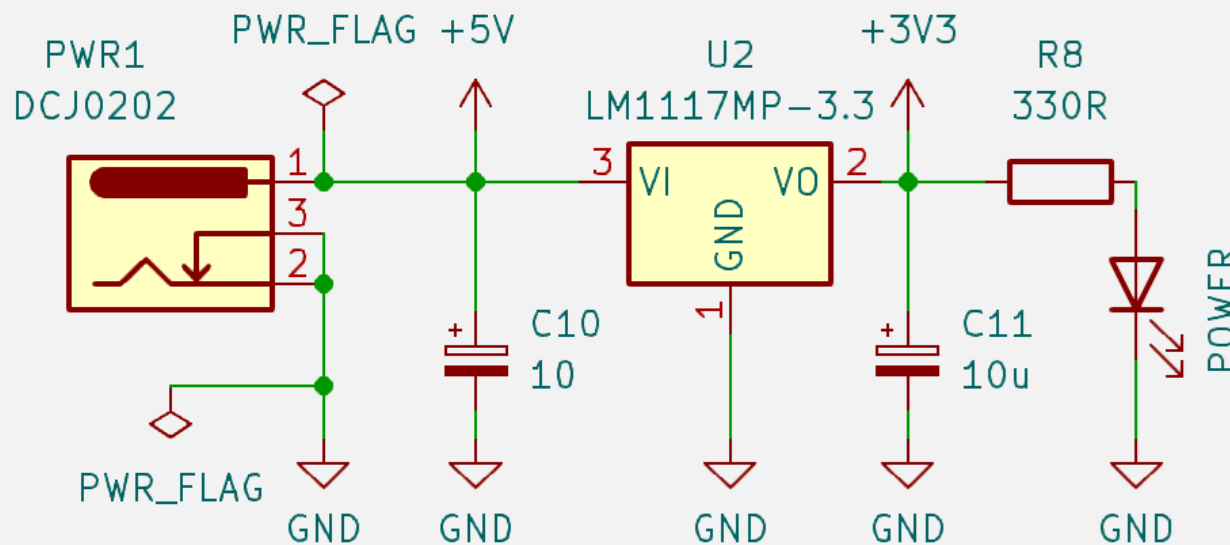 PWR_FLAG +5V
+3V3
PWR1
U2
R8
DCJ0202
LM1117MP-3.3
330R
1
3
VI
VO
2
3
GND
2
1
+
C10
+
C11
POWER
10
10u
PWR_FLAG
GND
GND
GND
GND
GND